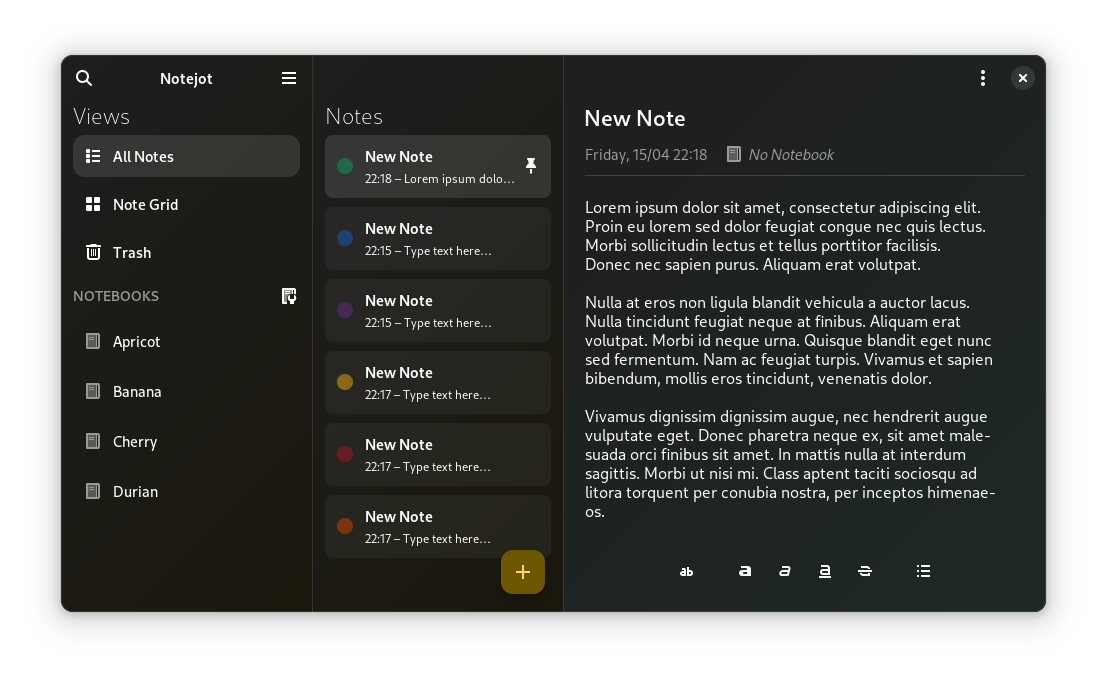 Notejot
Views
All Notes
Note Grid
Trash
NOTEBOOKS
Apricot
Banana
Cherry
Durian
Notes
New Note
22:18 – Lorem ipsum dolo…
New Note
22:15 – Type text here…
New Note
22:15 – Type text here…
New Note
22:17 – Type text here…
New Note
22:17 – Type text here…
New Note
22:17 – Type text here…
New Note
Friday, 15/04 22:18 No Notebook
Lorem ipsum dolor sit amet, consectetur adipiscing elit.
Proin eu lorem sed dolor feugiat congue nec quis lectus.
Morbi sollicitudin lectus et tellus porttitor facilisis.
Donec nec sapien purus. Aliquam erat volutpat.
Nulla at eros non ligula blandit vehicula a auctor lacus.
Nulla tincidunt feugiat neque at finibus. Aliquam erat
volutpat. Morbi id neque urna. Quisque blandit eget nunc
sed fermentum. Nam ac feugiat turpis. Vivamus et sapien
bibendum, mollis eros tincidunt, venenatis dolor.
Vivamus dignissim dignissim augue, nec hendrerit augue
vulputate eget. Donec pharetra neque ex, sit amet male-
suada orci finibus sit amet. In mattis nulla at interdum
sagittis. Morbi ut nisi mi. Class aptent taciti sociosqu ad
litora torquent per conubia nostra, per inceptos himenae-
os.
ab a a a S